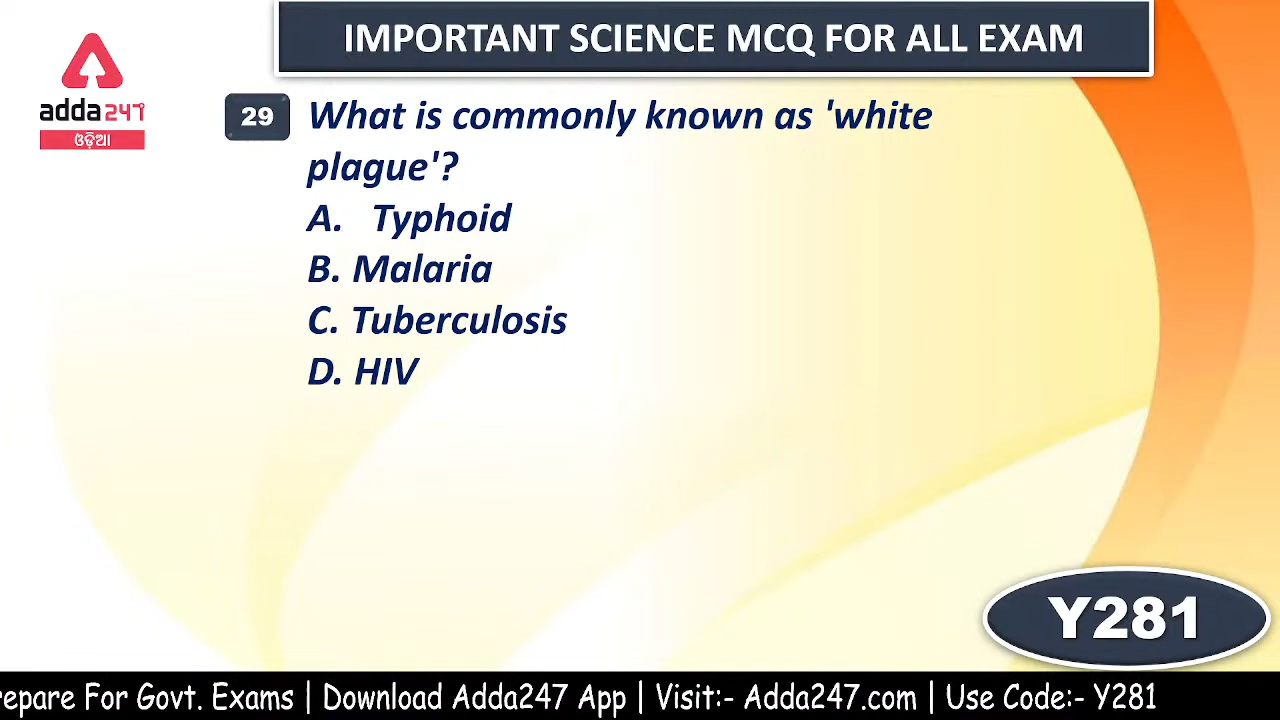 IMPORTANT SCIENCE MCQ FOR ALL EXAM
adda247
ଓଡ଼ିଆ
29 What is commonly known as 'white
plague'?
A. Typhoid
B. Malaria
C. Tuberculosis
D. HIV
Y281
repare For Govt. Exams | Download Adda247 App | Visit:- Adda247.com | Use Code:- Y281